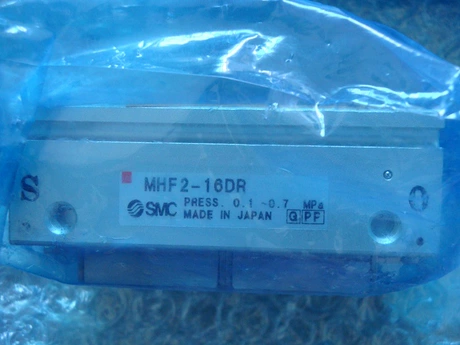 MHF2-16DR
SMC PRESS. 0.1 ~0.7 MPa
MADE IN JAPAN G PF
S
O